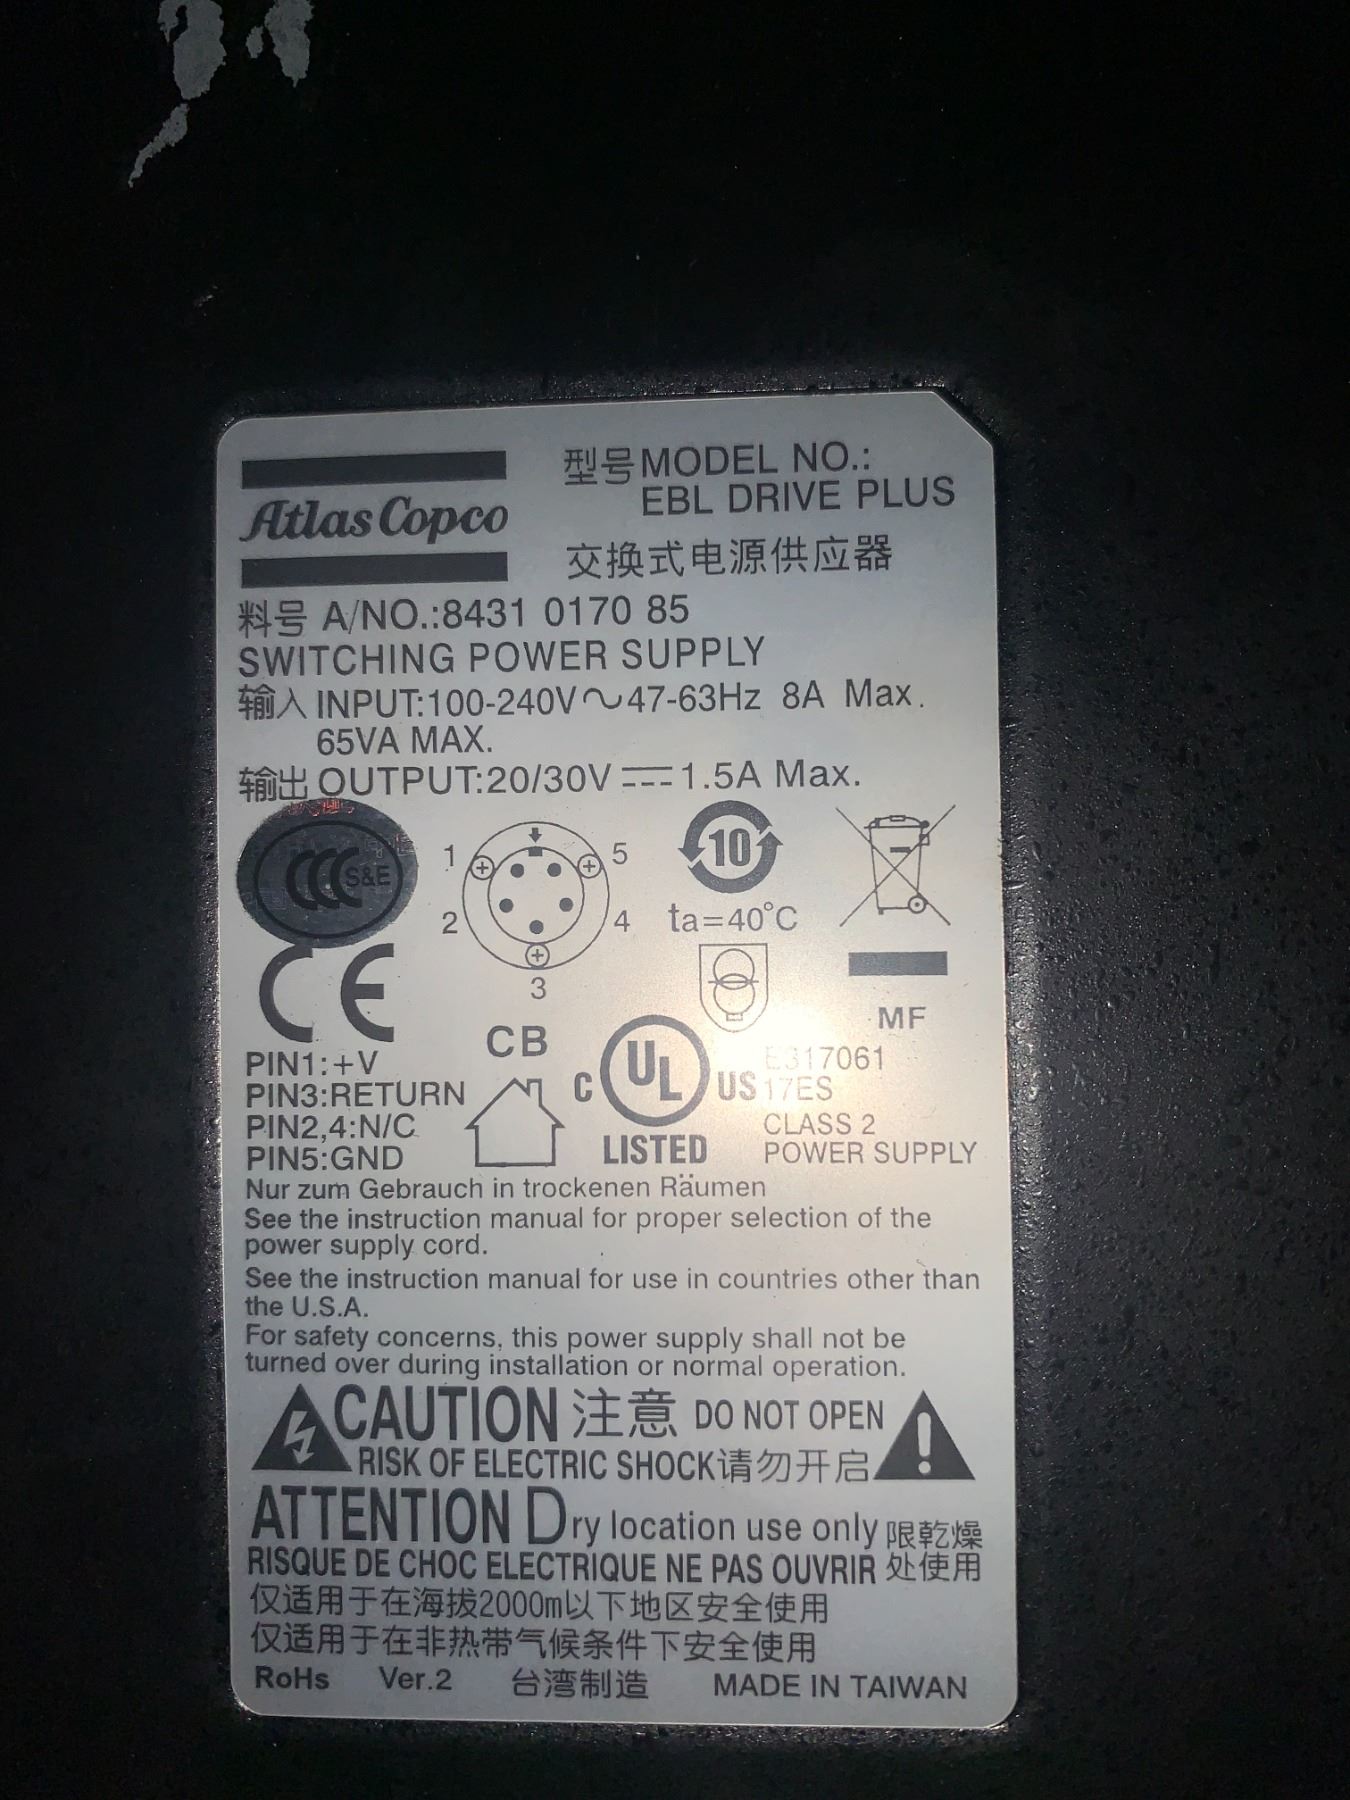 Atlas Copco
型号 MODEL NO.:
EBL DRIVE PLUS
交换式电源供应器
料号 A/NO.:8431 0170 85
SWITCHING POWER SUPPLY
输入 INPUT:100-240V～47-63Hz 8A Max.
65VA MAX.
输出 OUTPUT:20/30V⎓1.5A Max.
CCC S&E
1
5
2
4
3
10
ta=40°C
CE
MF
CB
PIN1:+V
PIN3:RETURN
PIN2,4:N/C
PIN5:GND
C UL US
LISTED
E317061
17ES
CLASS 2
POWER SUPPLY
Nur zum Gebrauch in trockenen Räumen
See the instruction manual for proper selection of the
power supply cord.
See the instruction manual for use in countries other than
the U.S.A.
For safety concerns, this power supply shall not be
turned over during installation or normal operation.
CAUTION 注意 DO NOT OPEN
RISK OF ELECTRIC SHOCK请勿开启
ATTENTION Dry location use only 限乾燥
RISQUE DE CHOC ELECTRIQUE NE PAS OUVRIR 处使用
仅适用于在海拔2000m以下地区安全使用
仅适用于在非热带气候条件下安全使用
RoHs Ver.2 台湾制造 MADE IN TAIWAN